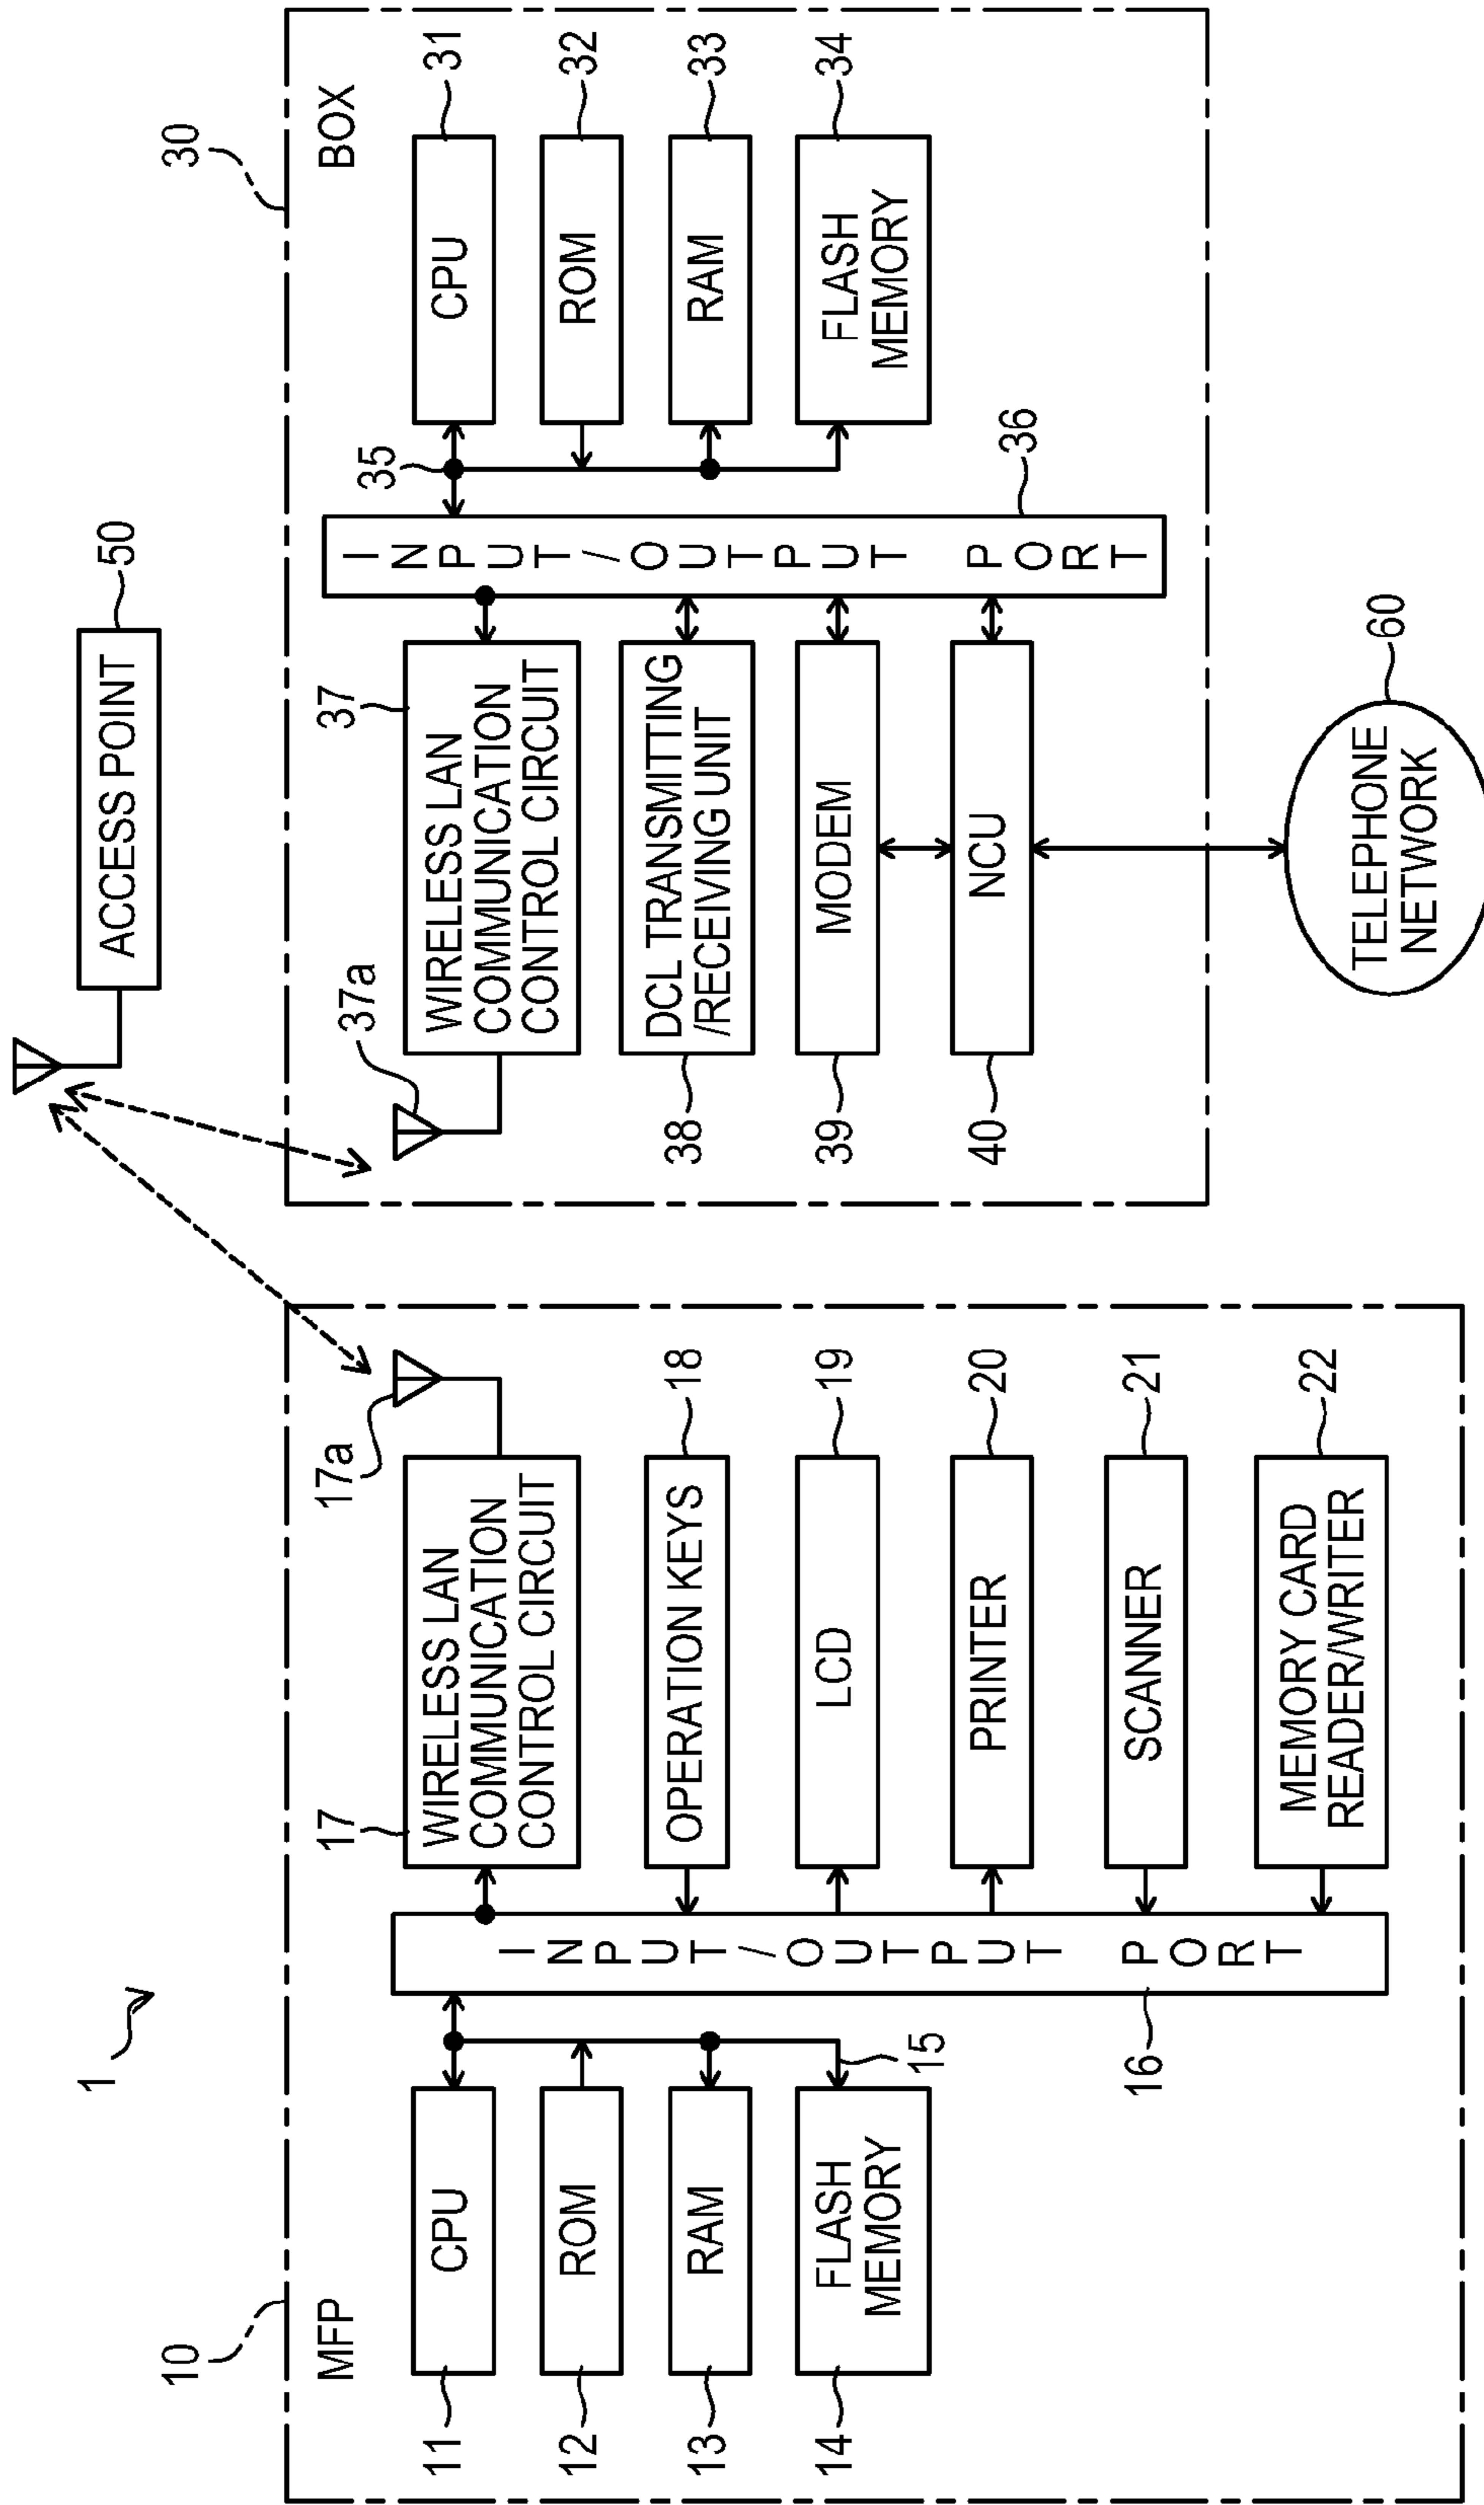 1
ACCESS POINT
50
10
MFP
11
CPU
12
ROM
13
RAM
14
FLASH
MEMORY
15
16
INPUT/OUTPUT PORT
17
WIRELESS LAN
COMMUNICATION
CONTROL CIRCUIT
17a
OPERATION KEYS
18
LCD
19
PRINTER
20
SCANNER
21
MEMORY CARD
READER/WRITER
22
30
BOX
37a
37
WIRELESS LAN
COMMUNICATION
CONTROL CIRCUIT
38
DCL TRANSMITTING
/RECEIVING UNIT
39
MODEM
40
NCU
INPUT/OUTPUT PORT
36
35
CPU
31
ROM
32
RAM
33
FLASH
MEMORY
34
TELEPHONE
NETWORK
60